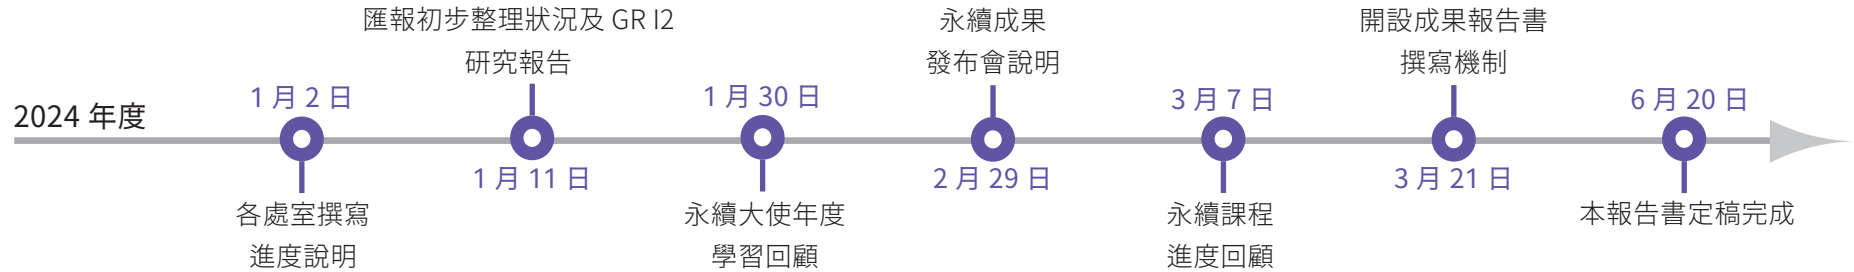 2024 年度
1 月 2 日
各處室撰寫
進度說明
匯報初步整理狀況及 GR I2
研究報告
1 月 11 日
1 月 30 日
永續大使年度
學習回顧
永續成果
發布會說明
2 月 29 日
3 月 7 日
永續課程
進度回顧
開設成果報告書
撰寫機制
3 月 21 日
6 月 20 日
本報告書定稿完成